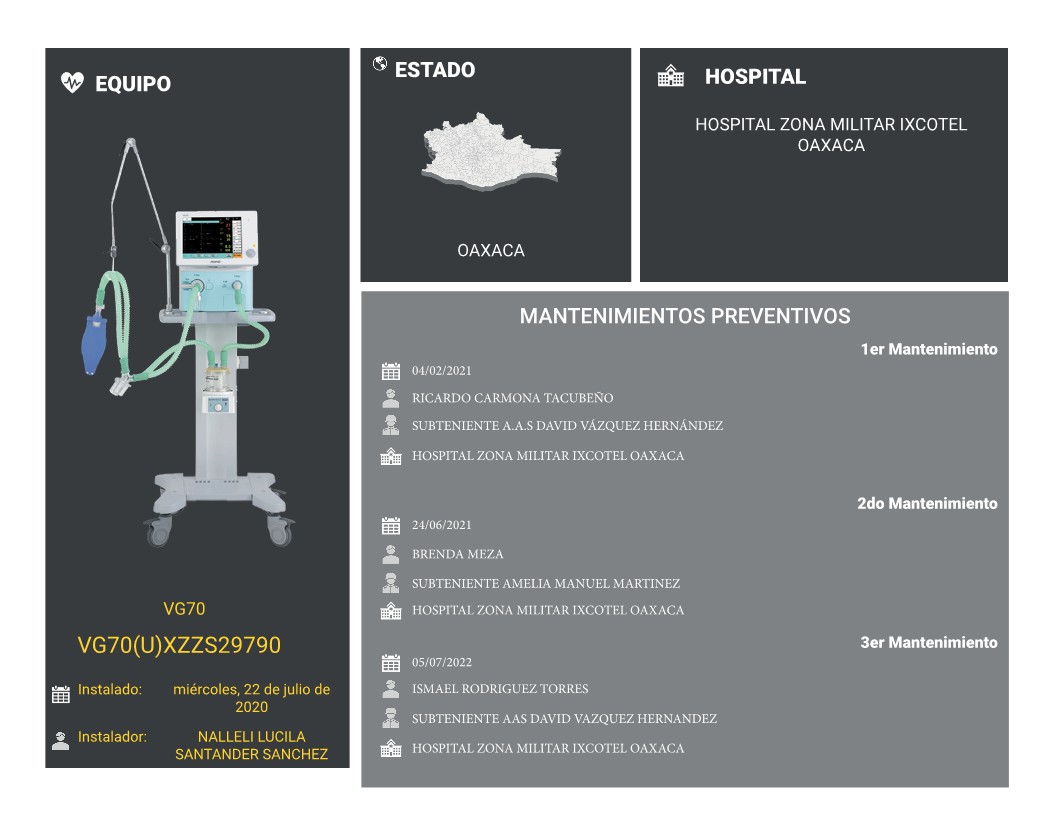 EQUIPO
VG70
VG70(U)XZZS29790
Instalado: miércoles, 22 de julio de
2020
Instalador: NALLELI LUCILA
SANTANDER SANCHEZ
ESTADO
OAXACA
HOSPITAL
HOSPITAL ZONA MILITAR IXCOTEL
OAXACA
MANTENIMIENTOS PREVENTIVOS
1er Mantenimiento
04/02/2021
RICARDO CARMONA TACUBEÑO
SUBTENIENTE A.A.S DAVID VÁZQUEZ HERNÁNDEZ
HOSPITAL ZONA MILITAR IXCOTEL OAXACA
2do Mantenimiento
24/06/2021
BRENDA MEZA
SUBTENIENTE AMELIA MANUEL MARTINEZ
HOSPITAL ZONA MILITAR IXCOTEL OAXACA
3er Mantenimiento
05/07/2022
ISMAEL RODRIGUEZ TORRES
SUBTENIENTE AAS DAVID VAZQUEZ HERNANDEZ
HOSPITAL ZONA MILITAR IXCOTEL OAXACA